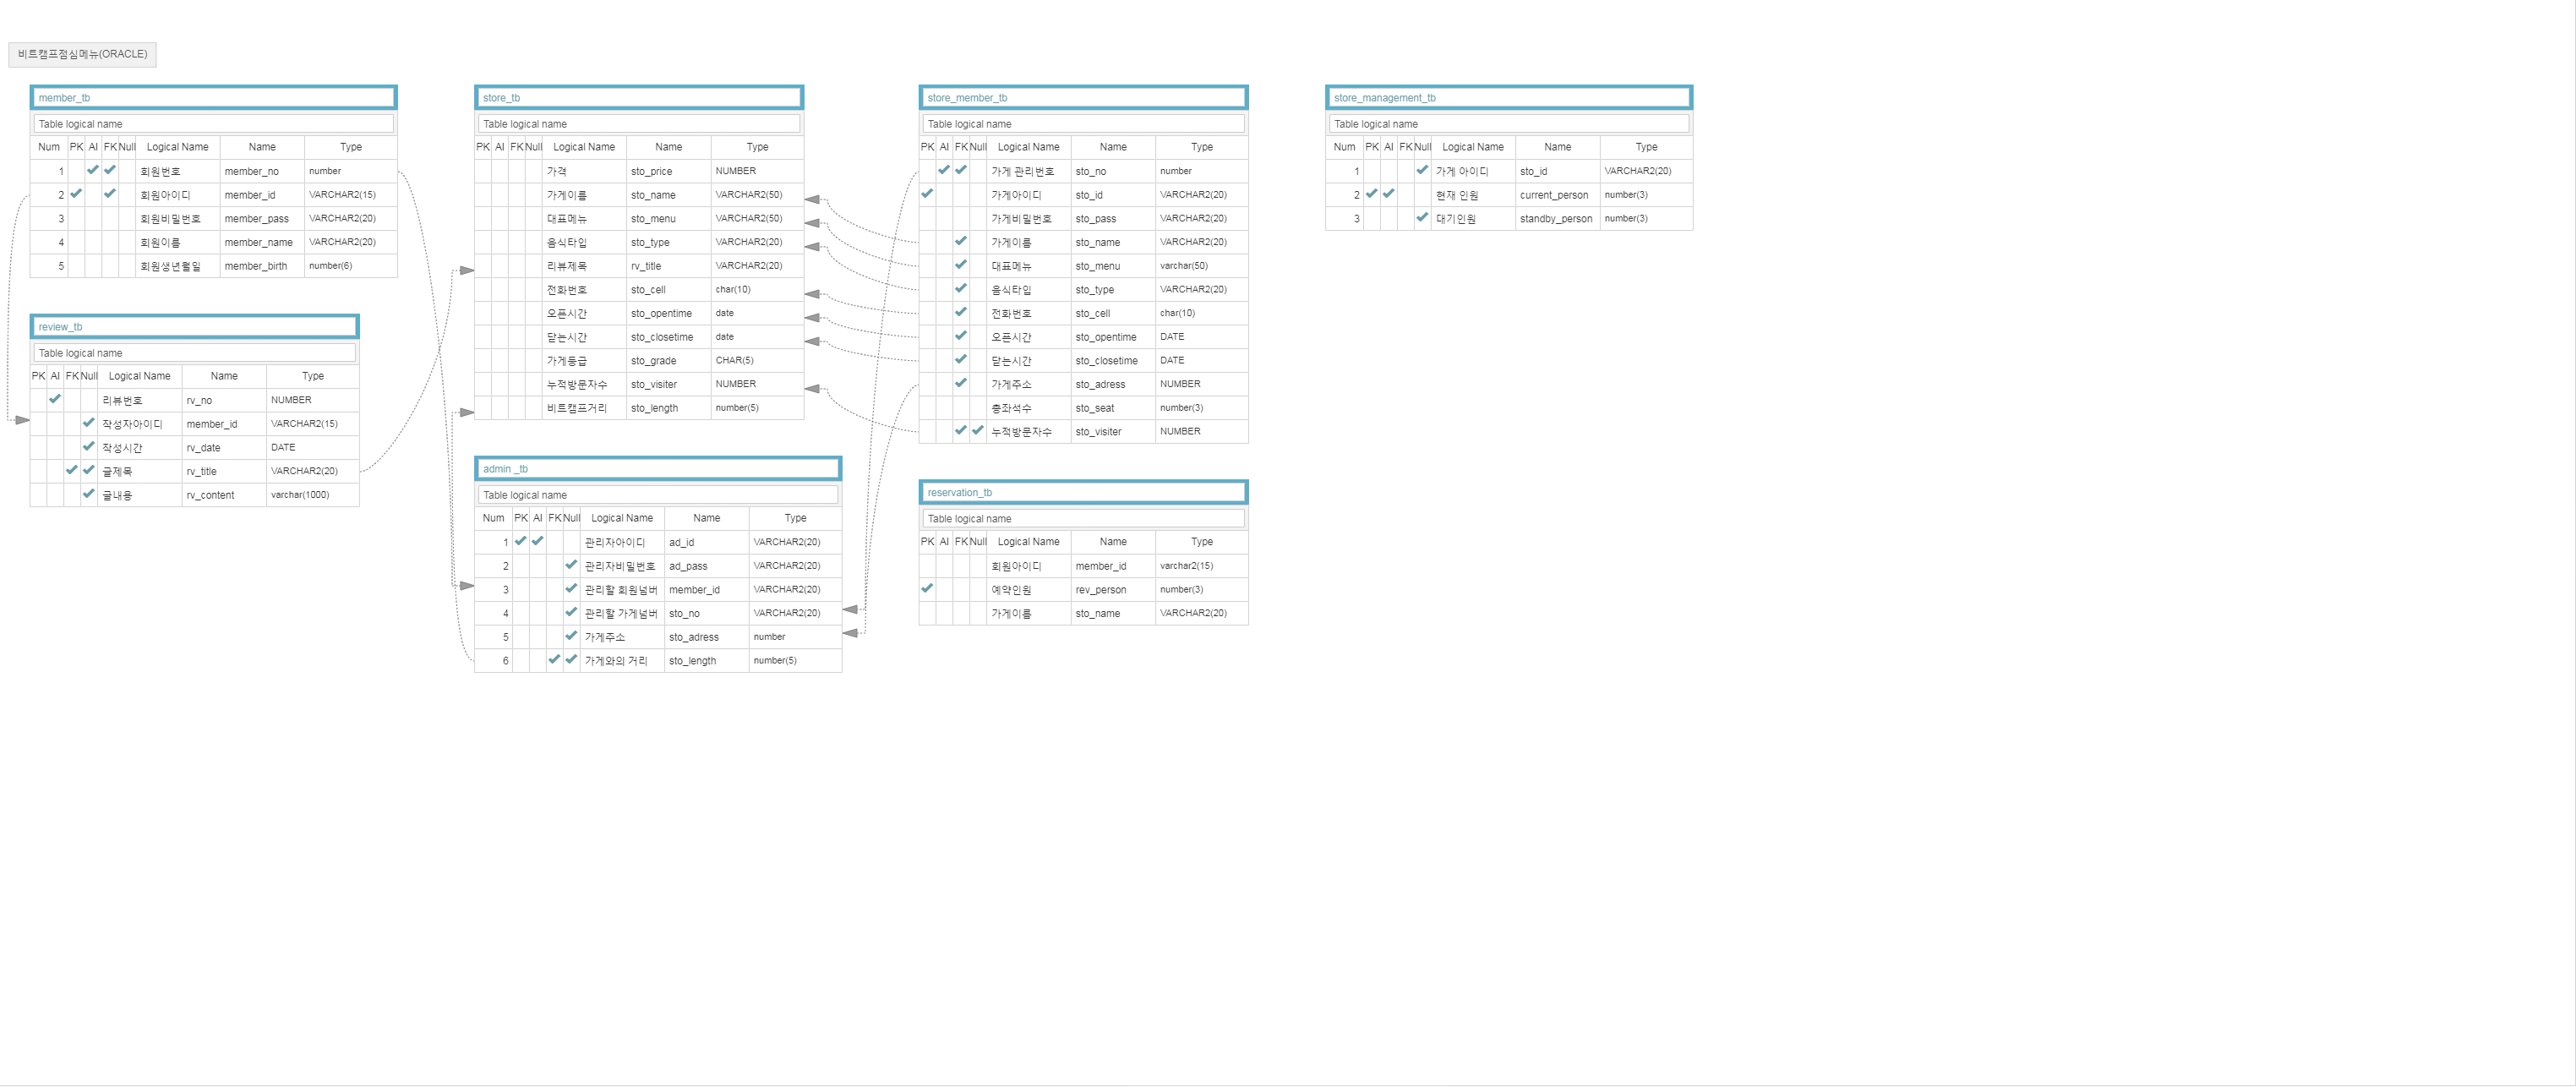 비트캠프점심메뉴(ORACLE)
member_tb
Table logical name
Num PK AI FK Null Logical Name Name Type
1 회원번호 member_no number
2 회원아이디 member_id VARCHAR2(15)
3 회원비밀번호 member_pass VARCHAR2(20)
4 회원이름 member_name VARCHAR2(20)
5 회원생년월일 member_birth number(6)
review_tb
Table logical name
PK AI FK Null Logical Name Name Type
리뷰번호 rv_no NUMBER
작성자아이디 member_id VARCHAR2(15)
작성시간 rv_date DATE
글제목 rv_title VARCHAR2(20)
글내용 rv_content varchar(1000)
store_tb
Table logical name
PK AI FK Null Logical Name Name Type
가격 sto_price NUMBER
가게이름 sto_name VARCHAR2(50)
대표메뉴 sto_menu VARCHAR2(50)
음식타입 sto_type VARCHAR2(20)
리뷰제목 rv_title VARCHAR2(20)
전화번호 sto_cell char(10)
오픈시간 sto_opentime date
닫는시간 sto_closetime date
가게등급 sto_grade CHAR(5)
누적방문자수 sto_visiter NUMBER
비트캠프거리 sto_length number(5)
admin _tb
Table logical name
Num PK AI FK Null Logical Name Name Type
1 관리자아이디 ad_id VARCHAR2(20)
2 관리자비밀번호 ad_pass VARCHAR2(20)
3 관리할 회원넘버 member_id VARCHAR2(20)
4 관리할 가게넘버 sto_no VARCHAR2(20)
5 가게주소 sto_adress number
6 가게와의 거리 sto_length number(5)
store_member_tb
Table logical name
PK AI FK Null Logical Name Name Type
가게 관리번호 sto_no number
가게아이디 sto_id VARCHAR2(20)
가게비밀번호 sto_pass VARCHAR2(20)
가게이름 sto_name VARCHAR2(20)
대표메뉴 sto_menu varchar(50)
음식타입 sto_type VARCHAR2(20)
전화번호 sto_cell char(10)
오픈시간 sto_opentime DATE
닫는시간 sto_closetime DATE
가게주소 sto_adress NUMBER
총좌석수 sto_seat number(3)
누적방문자수 sto_visiter NUMBER
reservation_tb
Table logical name
PK AI FK Null Logical Name Name Type
회원아이디 member_id varchar2(15)
예약인원 rev_person number(3)
가게이름 sto_name VARCHAR2(20)
store_management_tb
Table logical name
Num PK AI FK Null Logical Name Name Type
1 가게 아이디 sto_id VARCHAR2(20)
2 현재 인원 current_person number(3)
3 대기인원 standby_person number(3)